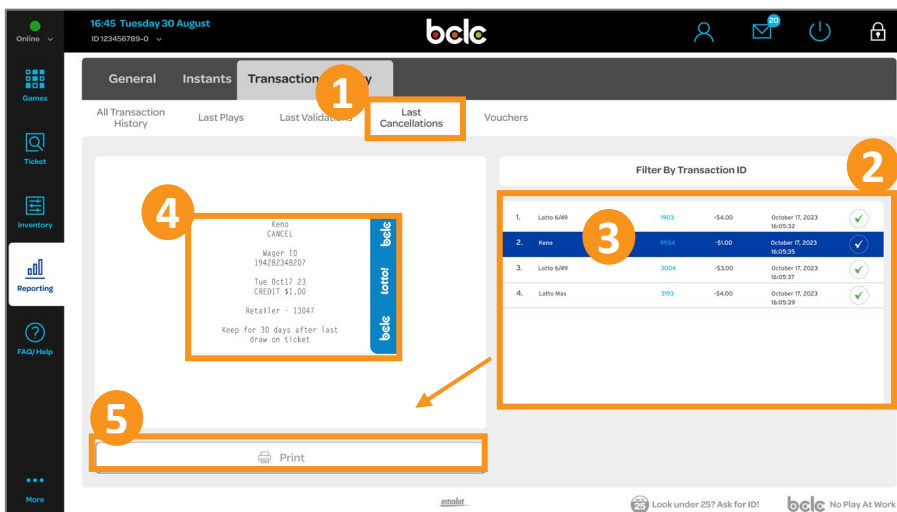 Online
16:45 Tuesday 30 August
ID 123456789-0
bclc
20
Games
Ticket
Inventory
Reporting
FAQ/Help
More
General
Instants
1
All Transaction
History
Last Plays
Last
Cancellations
Vouchers
Filter By Transaction ID
2
4
Keno
CANCEL
Wager ID
194282348207
Tue Oct17 23
CREDIT $1.00
Retailer - 13047
Keep for 30 days after last
draw on ticket
bclc
lotto!
bclc
1. Lotto 6/49 1903 -$4.00 October 17, 2023
16:05:32
3
2. Keno 9934 -$1.00 October 17, 2023
16:05:35
3. Lotto 6/49 3004 -$3.00 October 17, 2023
16:05:37
4. Lotto Max 3193 -$4.00 October 17, 2023
16:05:39
5
Print
intralot
25
Look under 25? Ask for ID!
bclc No Play At Work